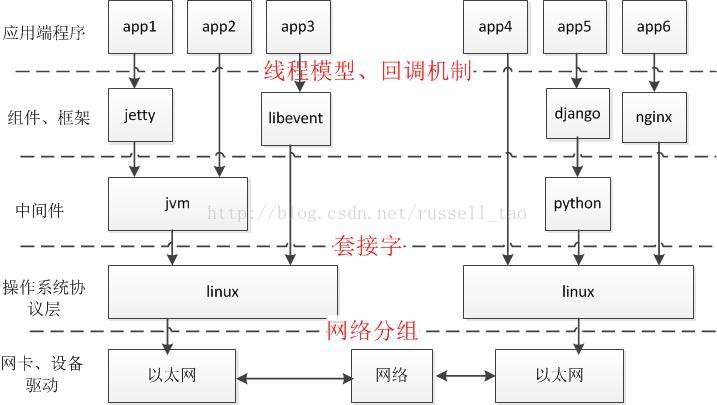 应用端程序
app1
app2
app3
app4
app5
app6
线程模型、回调机制
组件、框架
jetty
libevent
django
nginx
中间件
jvm
python
http://blog.csdn.net/russell_tao
套接字
操作系统协
议层
linux
linux
网络分组
网卡、设备
驱动
以太网
网络
以太网